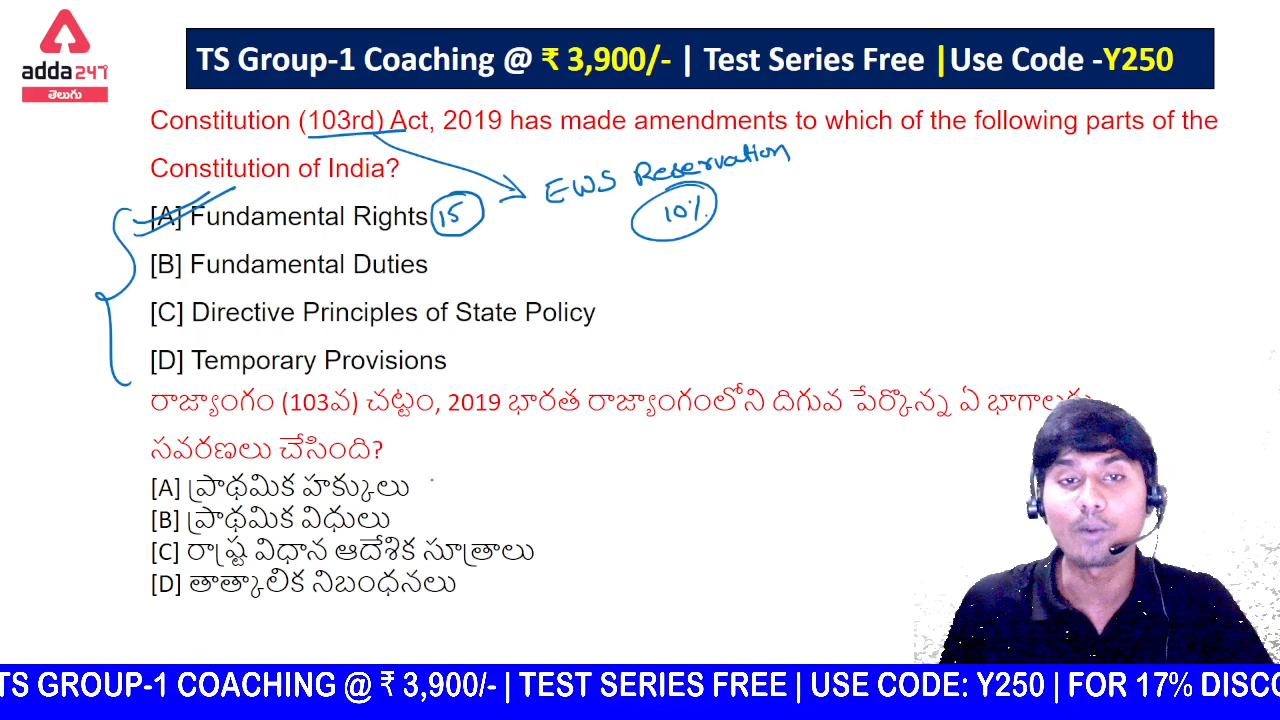 adda247
తెలుగు
TS Group-1 Coaching @ ₹ 3,900/- | Test Series Free |Use Code -Y250
Constitution (103rd) Act, 2019 has made amendments to which of the following parts of the
Constitution of India?
EWS Reservation
10%
[A] Fundamental Rights 15
[B] Fundamental Duties
[C] Directive Principles of State Policy
[D] Temporary Provisions
రాజ్యాంగం (103వ) చట్టం, 2019 భారత రాజ్యాంగంలోని దిగువ పేర్కొన్న ఏ
సవరణలు చేసింది?
[A] ప్రాథమిక హక్కులు
[B] ప్రాథమిక విధులు
[C] రాష్ట్ర విధాన ఆదేశిక సూత్రాలు
[D] తాత్కాలిక నిబంధనలు
TS GROUP-1 COACHING @ ₹ 3,900/- | TEST SERIES FREE | USE CODE: Y250 | FOR 17% DISCO